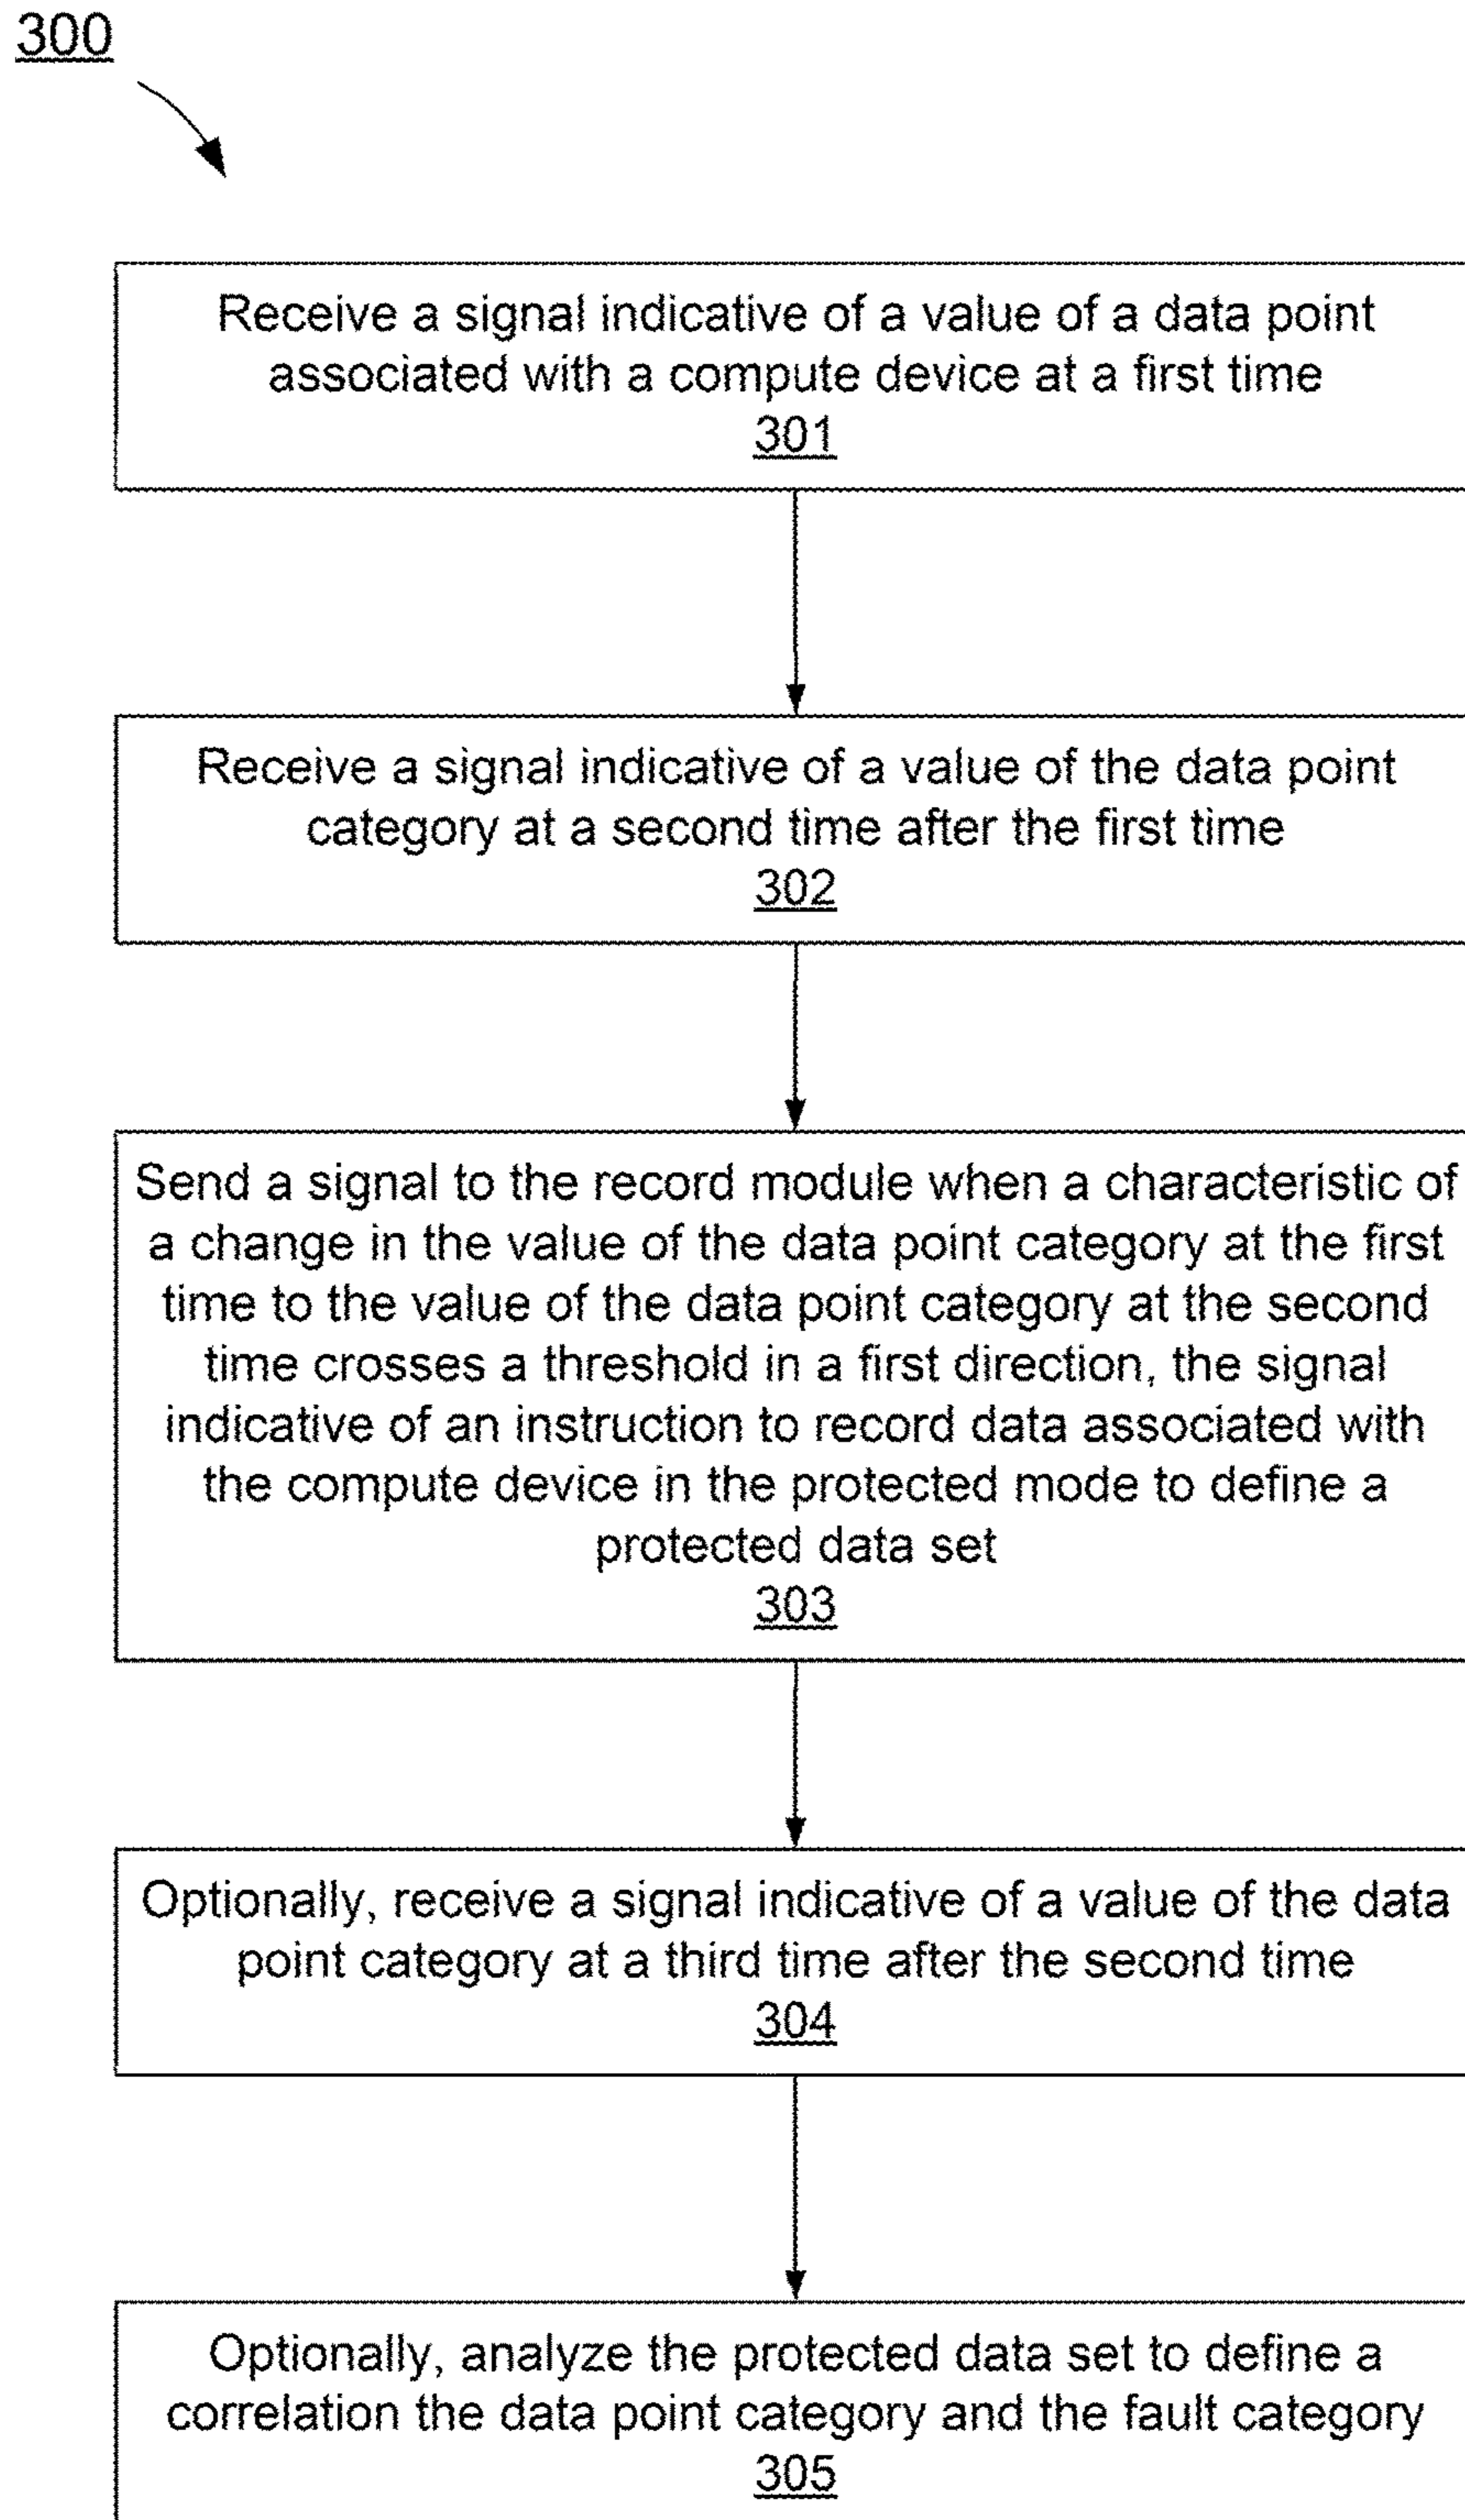 300
Receive a signal indicative of a value of a data point
associated with a compute device at a first time
301
Receive a signal indicative of a value of the data point
category at a second time after the first time
302
Send a signal to the record module when a characteristic of
a change in the value of the data point category at the first
time to the value of the data point category at the second
time crosses a threshold in a first direction, the signal
indicative of an instruction to record data associated with
the compute device in the protected mode to define a
protected data set
303
Optionally, receive a signal indicative of a value of the data
point category at a third time after the second time
304
Optionally, analyze the protected data set to define a
correlation the data point category and the fault category
305